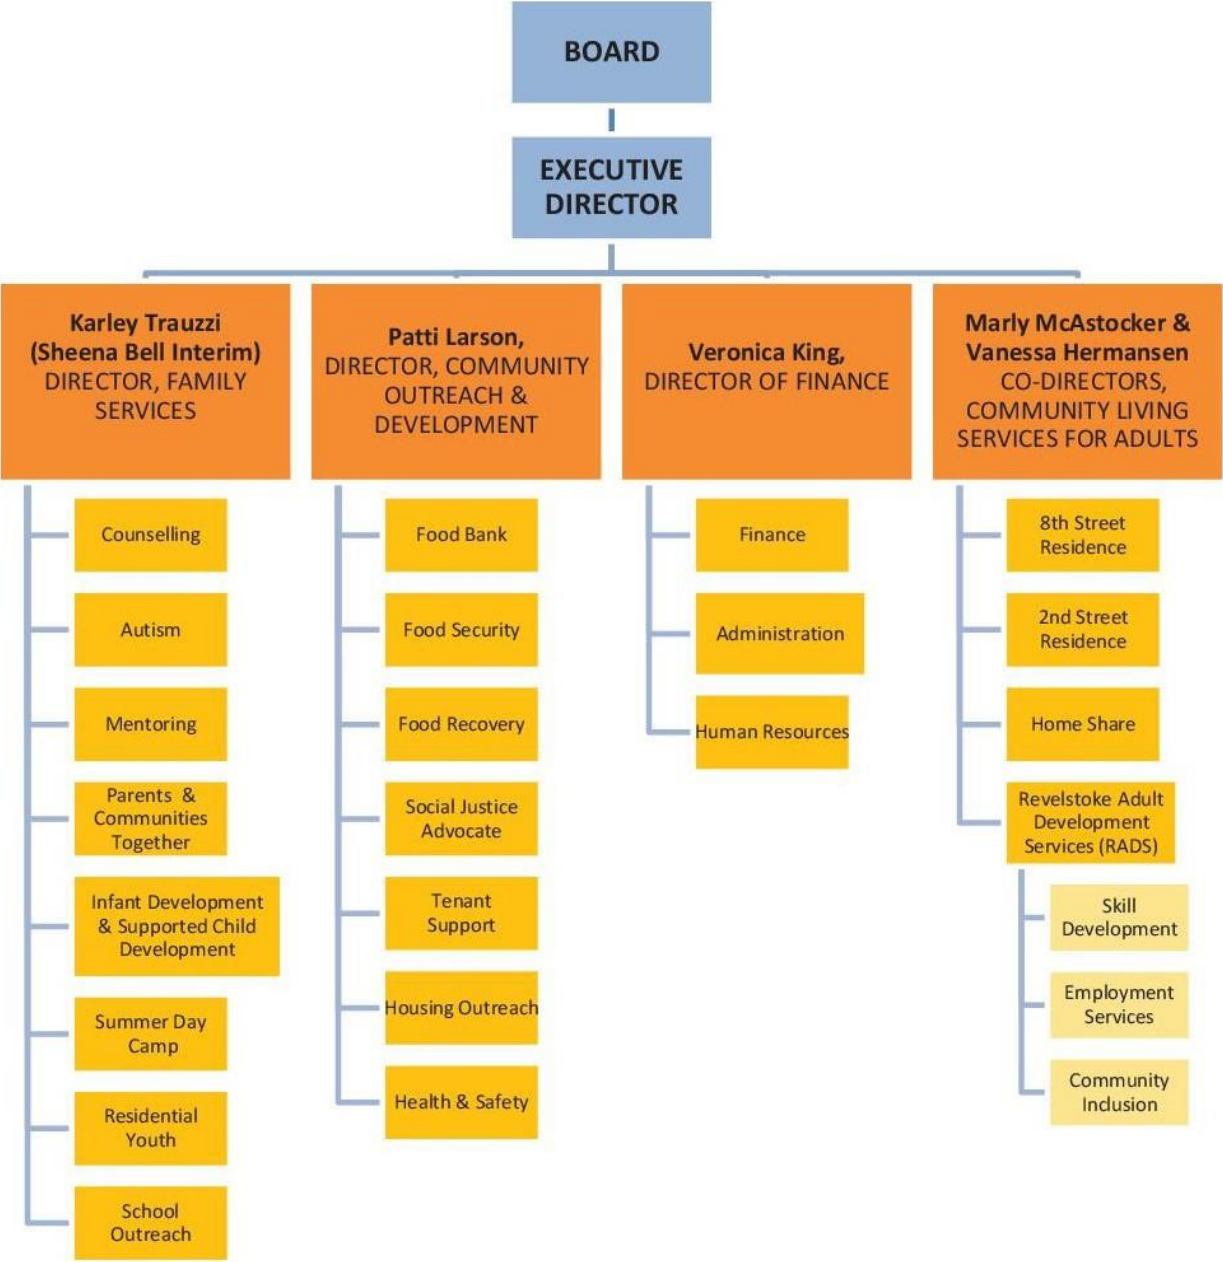 BOARD
EXECUTIVE
DIRECTOR
Karley Trauzzi
(Sheena Bell Interim)
DIRECTOR, FAMILY
SERVICES
Counselling
Autism
Mentoring
Parents & 
Communities
Together
Infant Development
& Supported Child
Development
Summer Day
Camp
Residential
Youth
School
Outreach
Patti Larson,
DIRECTOR, COMMUNITY
OUTREACH &
DEVELOPMENT
Food Bank
Food Security
Food Recovery
Social Justice
Advocate
Tenant
Support
Housing Outreach
Health & Safety
Veronica King,
DIRECTOR OF FINANCE
Finance
Administration
Human Resources
Marly McAstocker &
Vanessa Hermansen
CO-DIRECTORS,
COMMUNITY LIVING
SERVICES FOR ADULTS
8th Street
Residence
2nd Street
Residence
Home Share
Revelstoke Adult
Development
Services (RADS)
Skill
Development
Employment
Services
Community
Inclusion